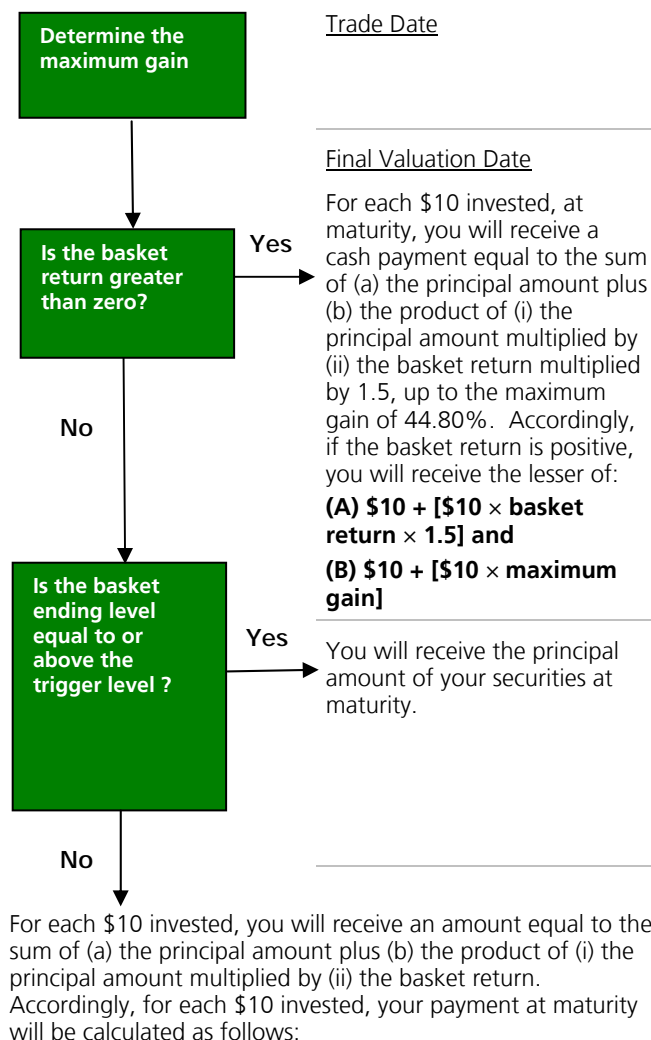 Determine the
maximum gain
Trade Date
Final Valuation Date
Is the basket
return greater
than zero?
Yes
For each $10 invested, at
maturity, you will receive a
cash payment equal to the sum
of (a) the principal amount plus
(b) the product of (i) the
principal amount multiplied by
(ii) the basket return multiplied
by 1.5, up to the maximum
gain of 44.80%. Accordingly,
if the basket return is positive,
you will receive the lesser of:
(A) $10 + [$10 × basket
return × 1.5] and
(B) $10 + [$10 × maximum
gain]
No
Is the basket
ending level
equal to or
above the
trigger level ?
Yes
You will receive the principal
amount of your securities at
maturity.
No
For each $10 invested, you will receive an amount equal to the
sum of (a) the principal amount plus (b) the product of (i) the
principal amount multiplied by (ii) the basket return.
Accordingly, for each $10 invested, your payment at maturity
will be calculated as follows: